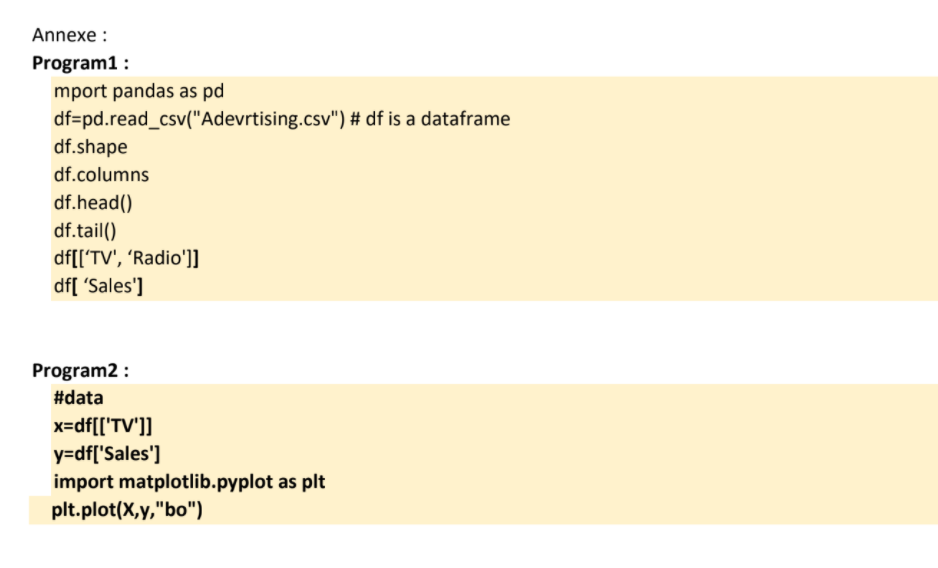 Annexe :
Program1 :
mport pandas as pd
df=pd.read_csv("Adevrtising.csv") # df is a dataframe
df.shape
df.columns
df.head()
df.tail()
df[[‘TV', ‘Radio']]
df[ ‘Sales']
Program2 :
#data
x=df[['TV']]
y=df['Sales']
import matplotlib.pyplot as plt
plt.plot(X,y,"bo")